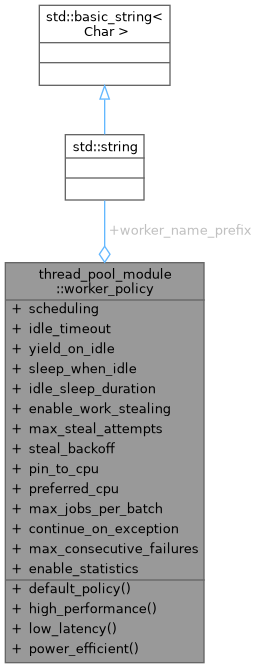 std::basic_string<
Char >
std::string
+worker_name_prefix
thread_pool_module
::worker_policy
+ scheduling
+ idle_timeout
+ yield_on_idle
+ sleep_when_idle
+ idle_sleep_duration
+ enable_work_stealing
+ max_steal_attempts
+ steal_backoff
+ pin_to_cpu
+ preferred_cpu
+ max_jobs_per_batch
+ continue_on_exception
+ max_consecutive_failures
+ enable_statistics
+ default_policy()
+ high_performance()
+ low_latency()
+ power_efficient()